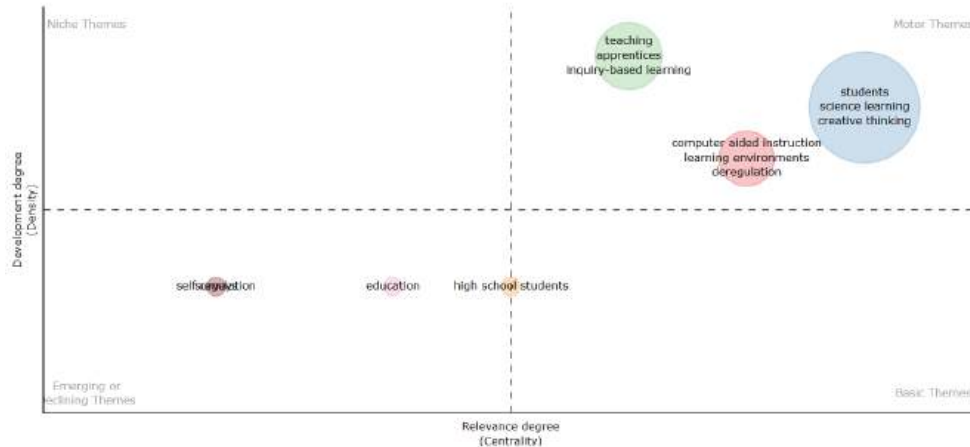 Niche Themes
Motor Themes
teaching
apprentices
inquiry-based learning
students
science learning
creative thinking
computer aided instruction
learning environments
deregulation
Development degree
(Density)
education
high school students
Emerging or
Declining Themes
Basic Themes
Relevance degree
(Centrality)